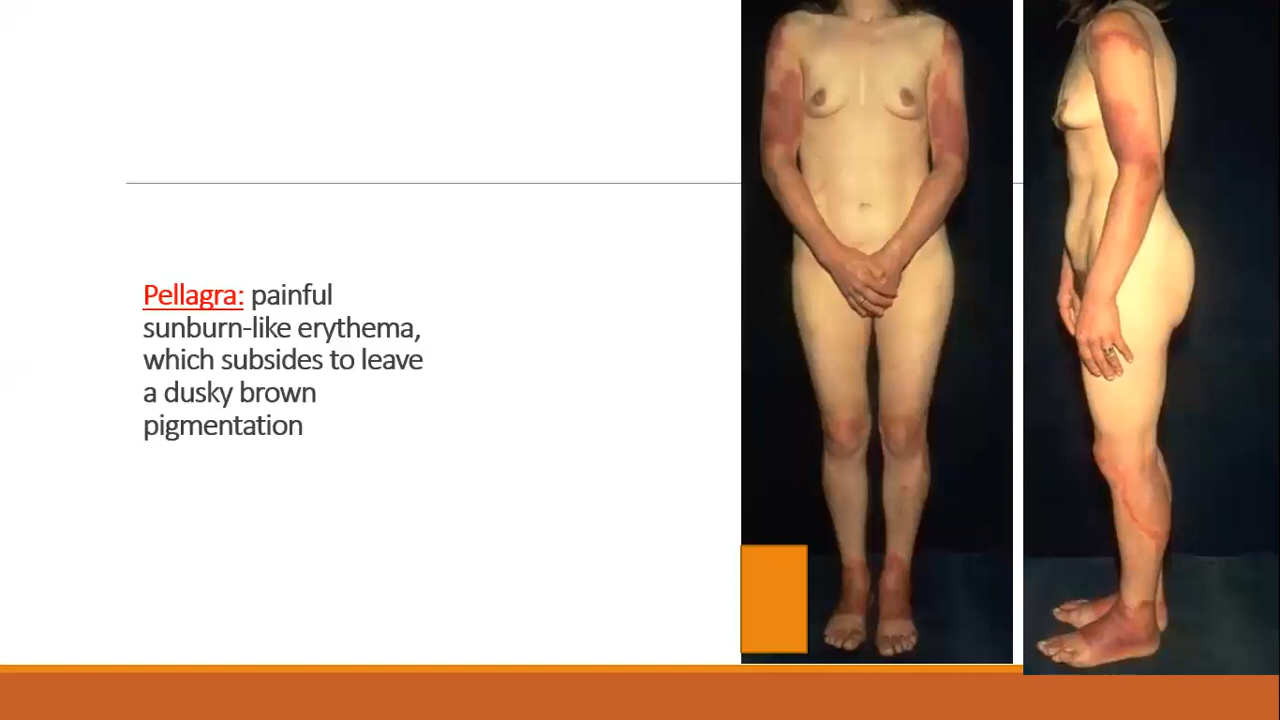 Pellagra: painful
sunburn-like erythema,
which subsides to leave
a dusky brown
pigmentation